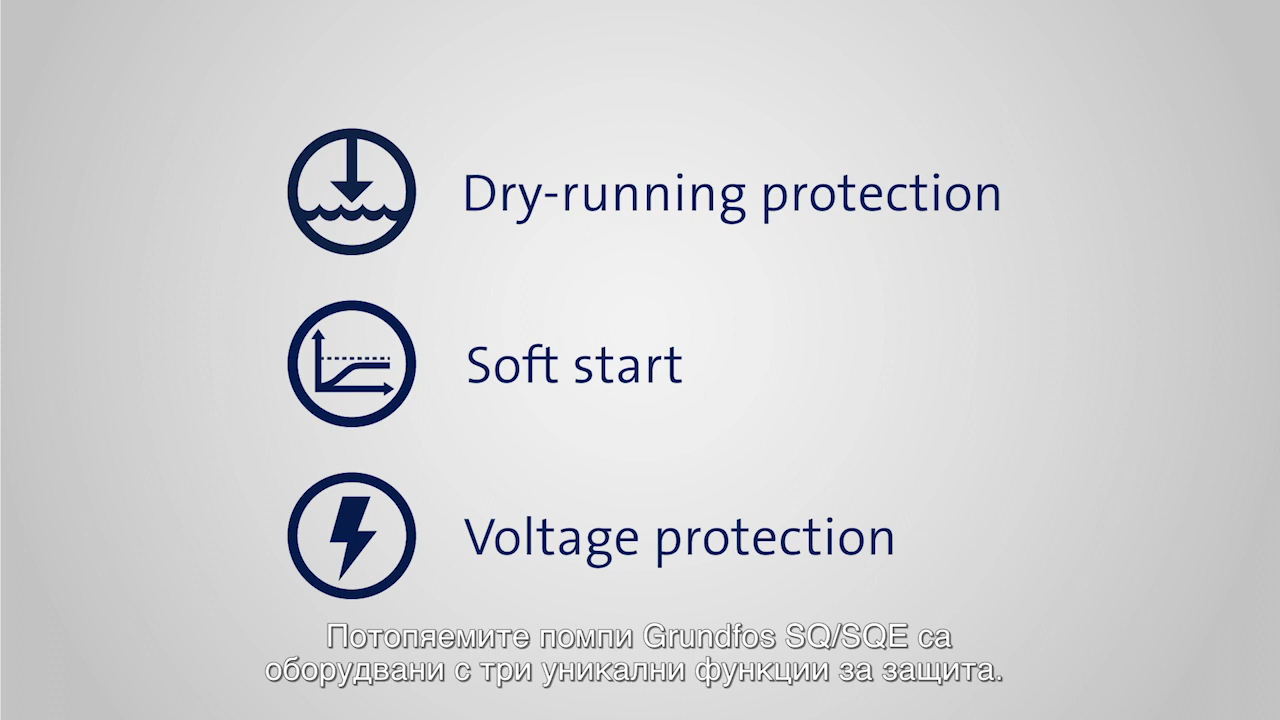 Dry-running protection
Soft start
Voltage protection
Потопяемите помпи Grundfos SQ/SQE са
оборудвани с три уникални функции за защита.